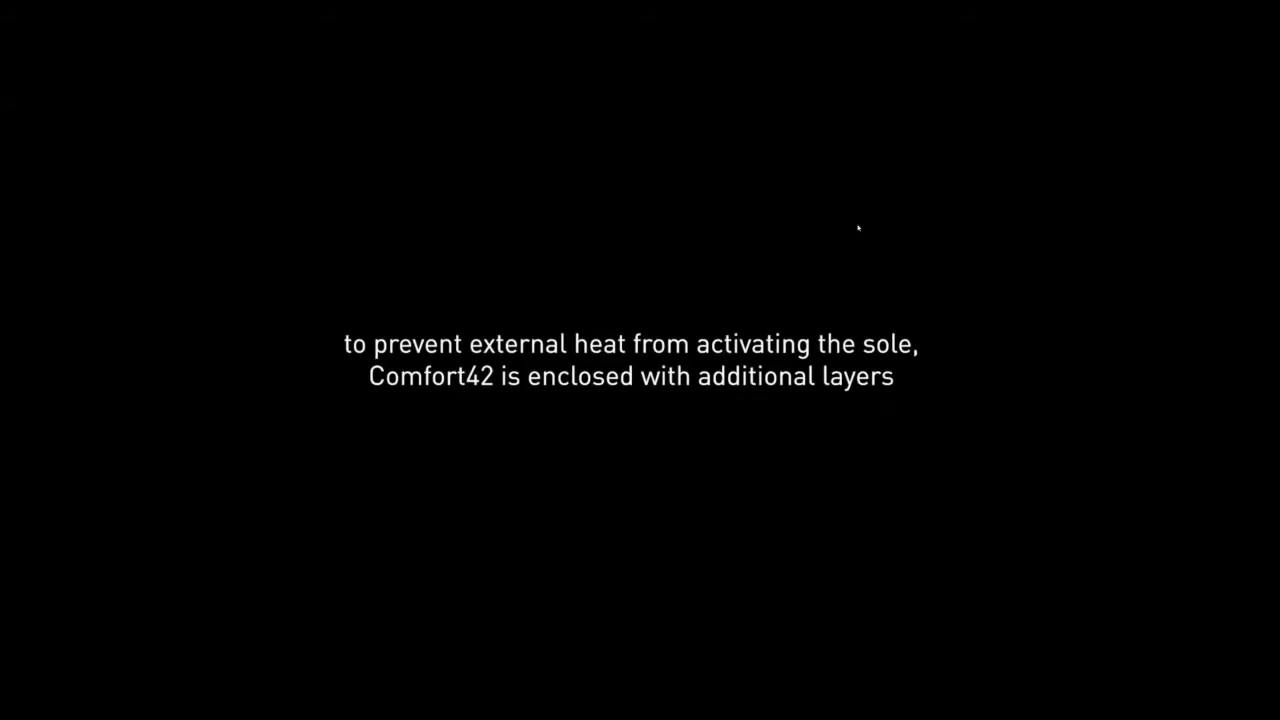 to prevent external heat from activating the sole,
Comfort42 is enclosed with additional layers